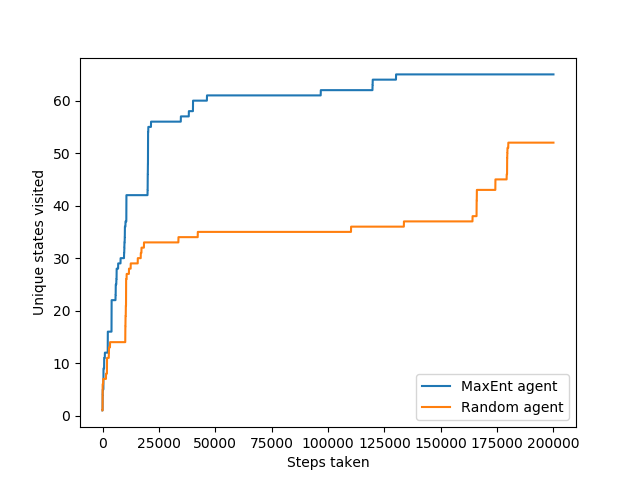 Unique states visited
60
50
40
30
20
10
0
MaxEnt agent
Random agent
0 25000 50000 75000 100000 125000 150000 175000 200000
Steps taken